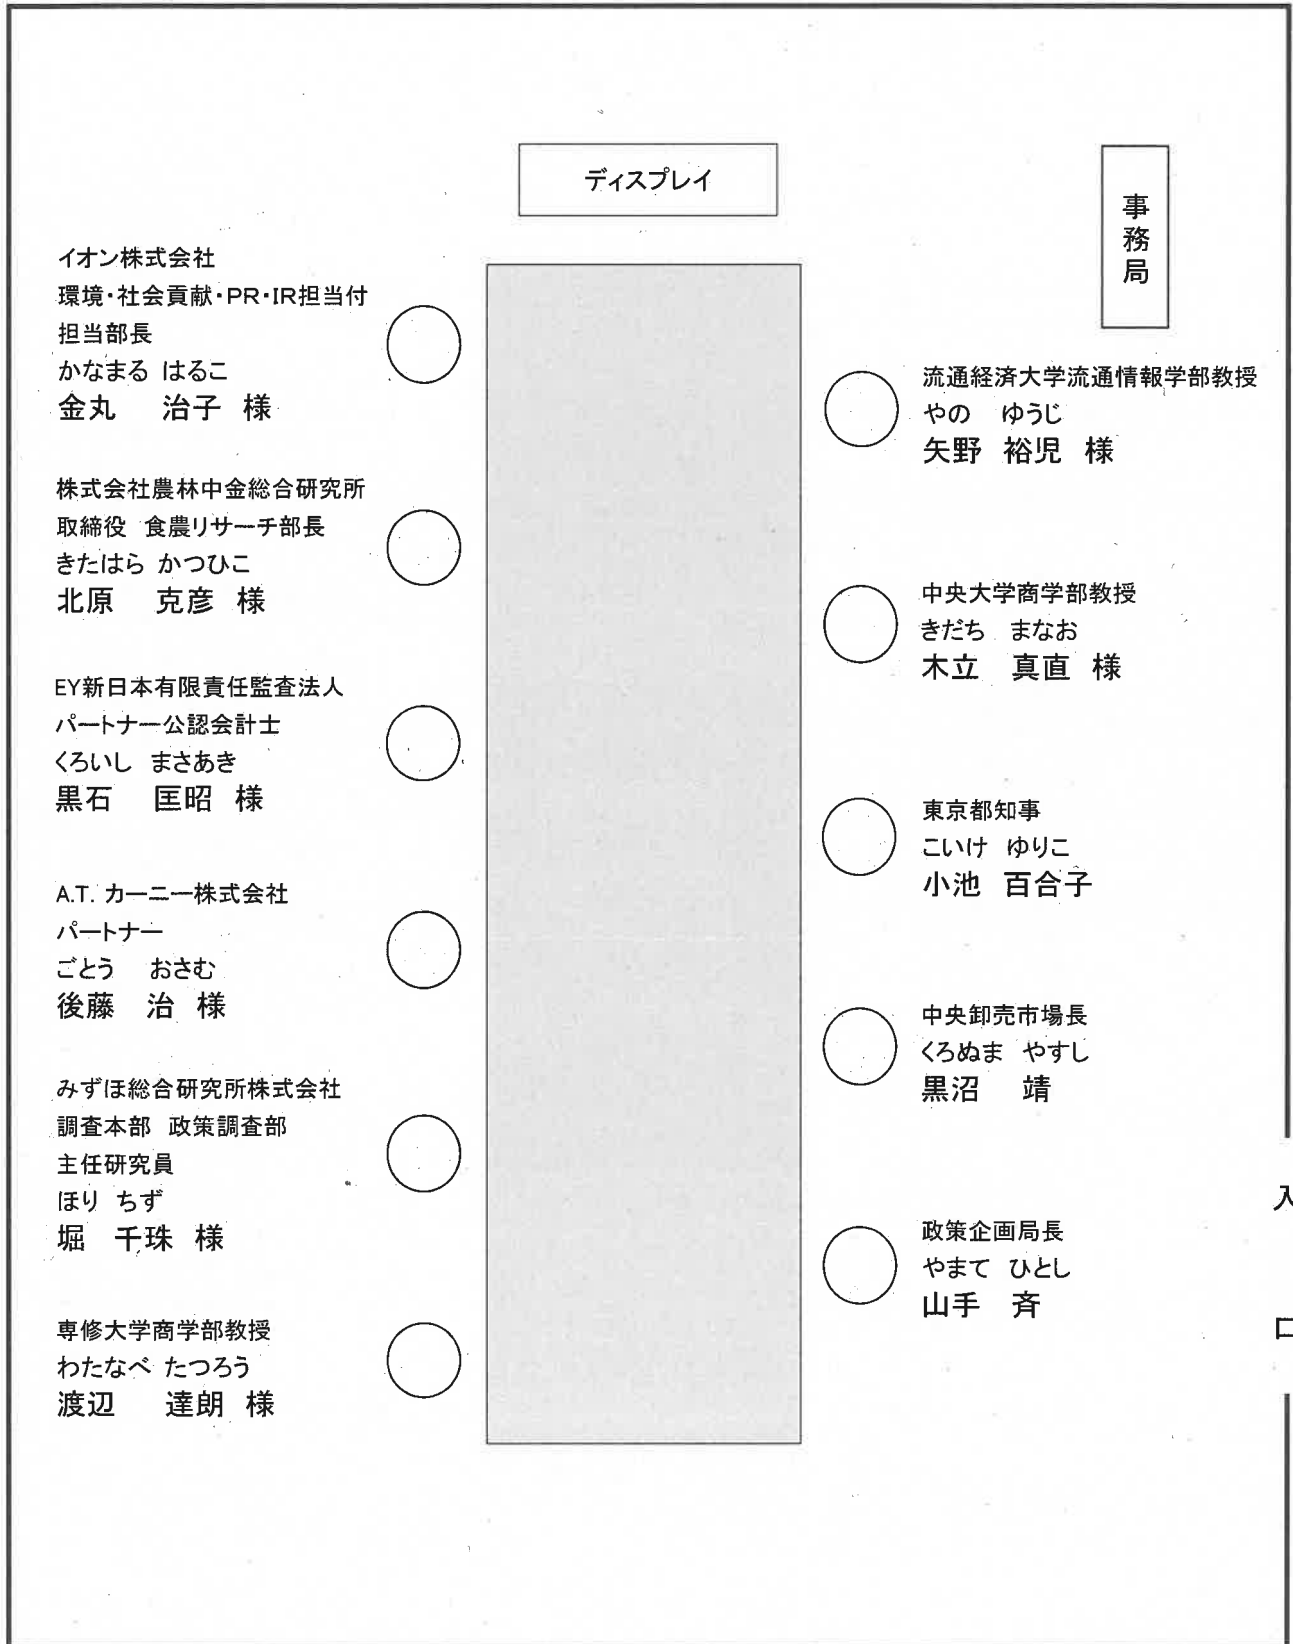 ディスプレイ
事務局
イオン株式会社
環境・社会貢献・PR・IR担当付
担当部長
かなまる はるこ
金丸 治子 様
株式会社農林中金総合研究所
取締役 食農リサーチ部長
きたはら かつひこ
北原 克彦 様
EY新日本有限責任監査法人
パートナー公認会計士
くろいし まさあき
黒石 匡昭 様
A.T. カーニー株式会社
パートナー
ごとう おさむ
後藤 治 様
みずほ総合研究所株式会社
調査本部 政策調査部
主任研究員
ほり ちず
堀 千珠 様
専修大学商学部教授
わたなべ たつろう
渡辺 達朗 様
流通経済大学流通情報学部教授
やの ゆうじ
矢野 裕児 様
中央大学商学部教授
きだち まなお
木立 真直 様
東京都知事
こいけ ゆりこ
小池 百合子
中央卸売市場長
くろぬま やすし
黒沼 靖
政策企画局長
やまて ひとし
山手 斉
入口